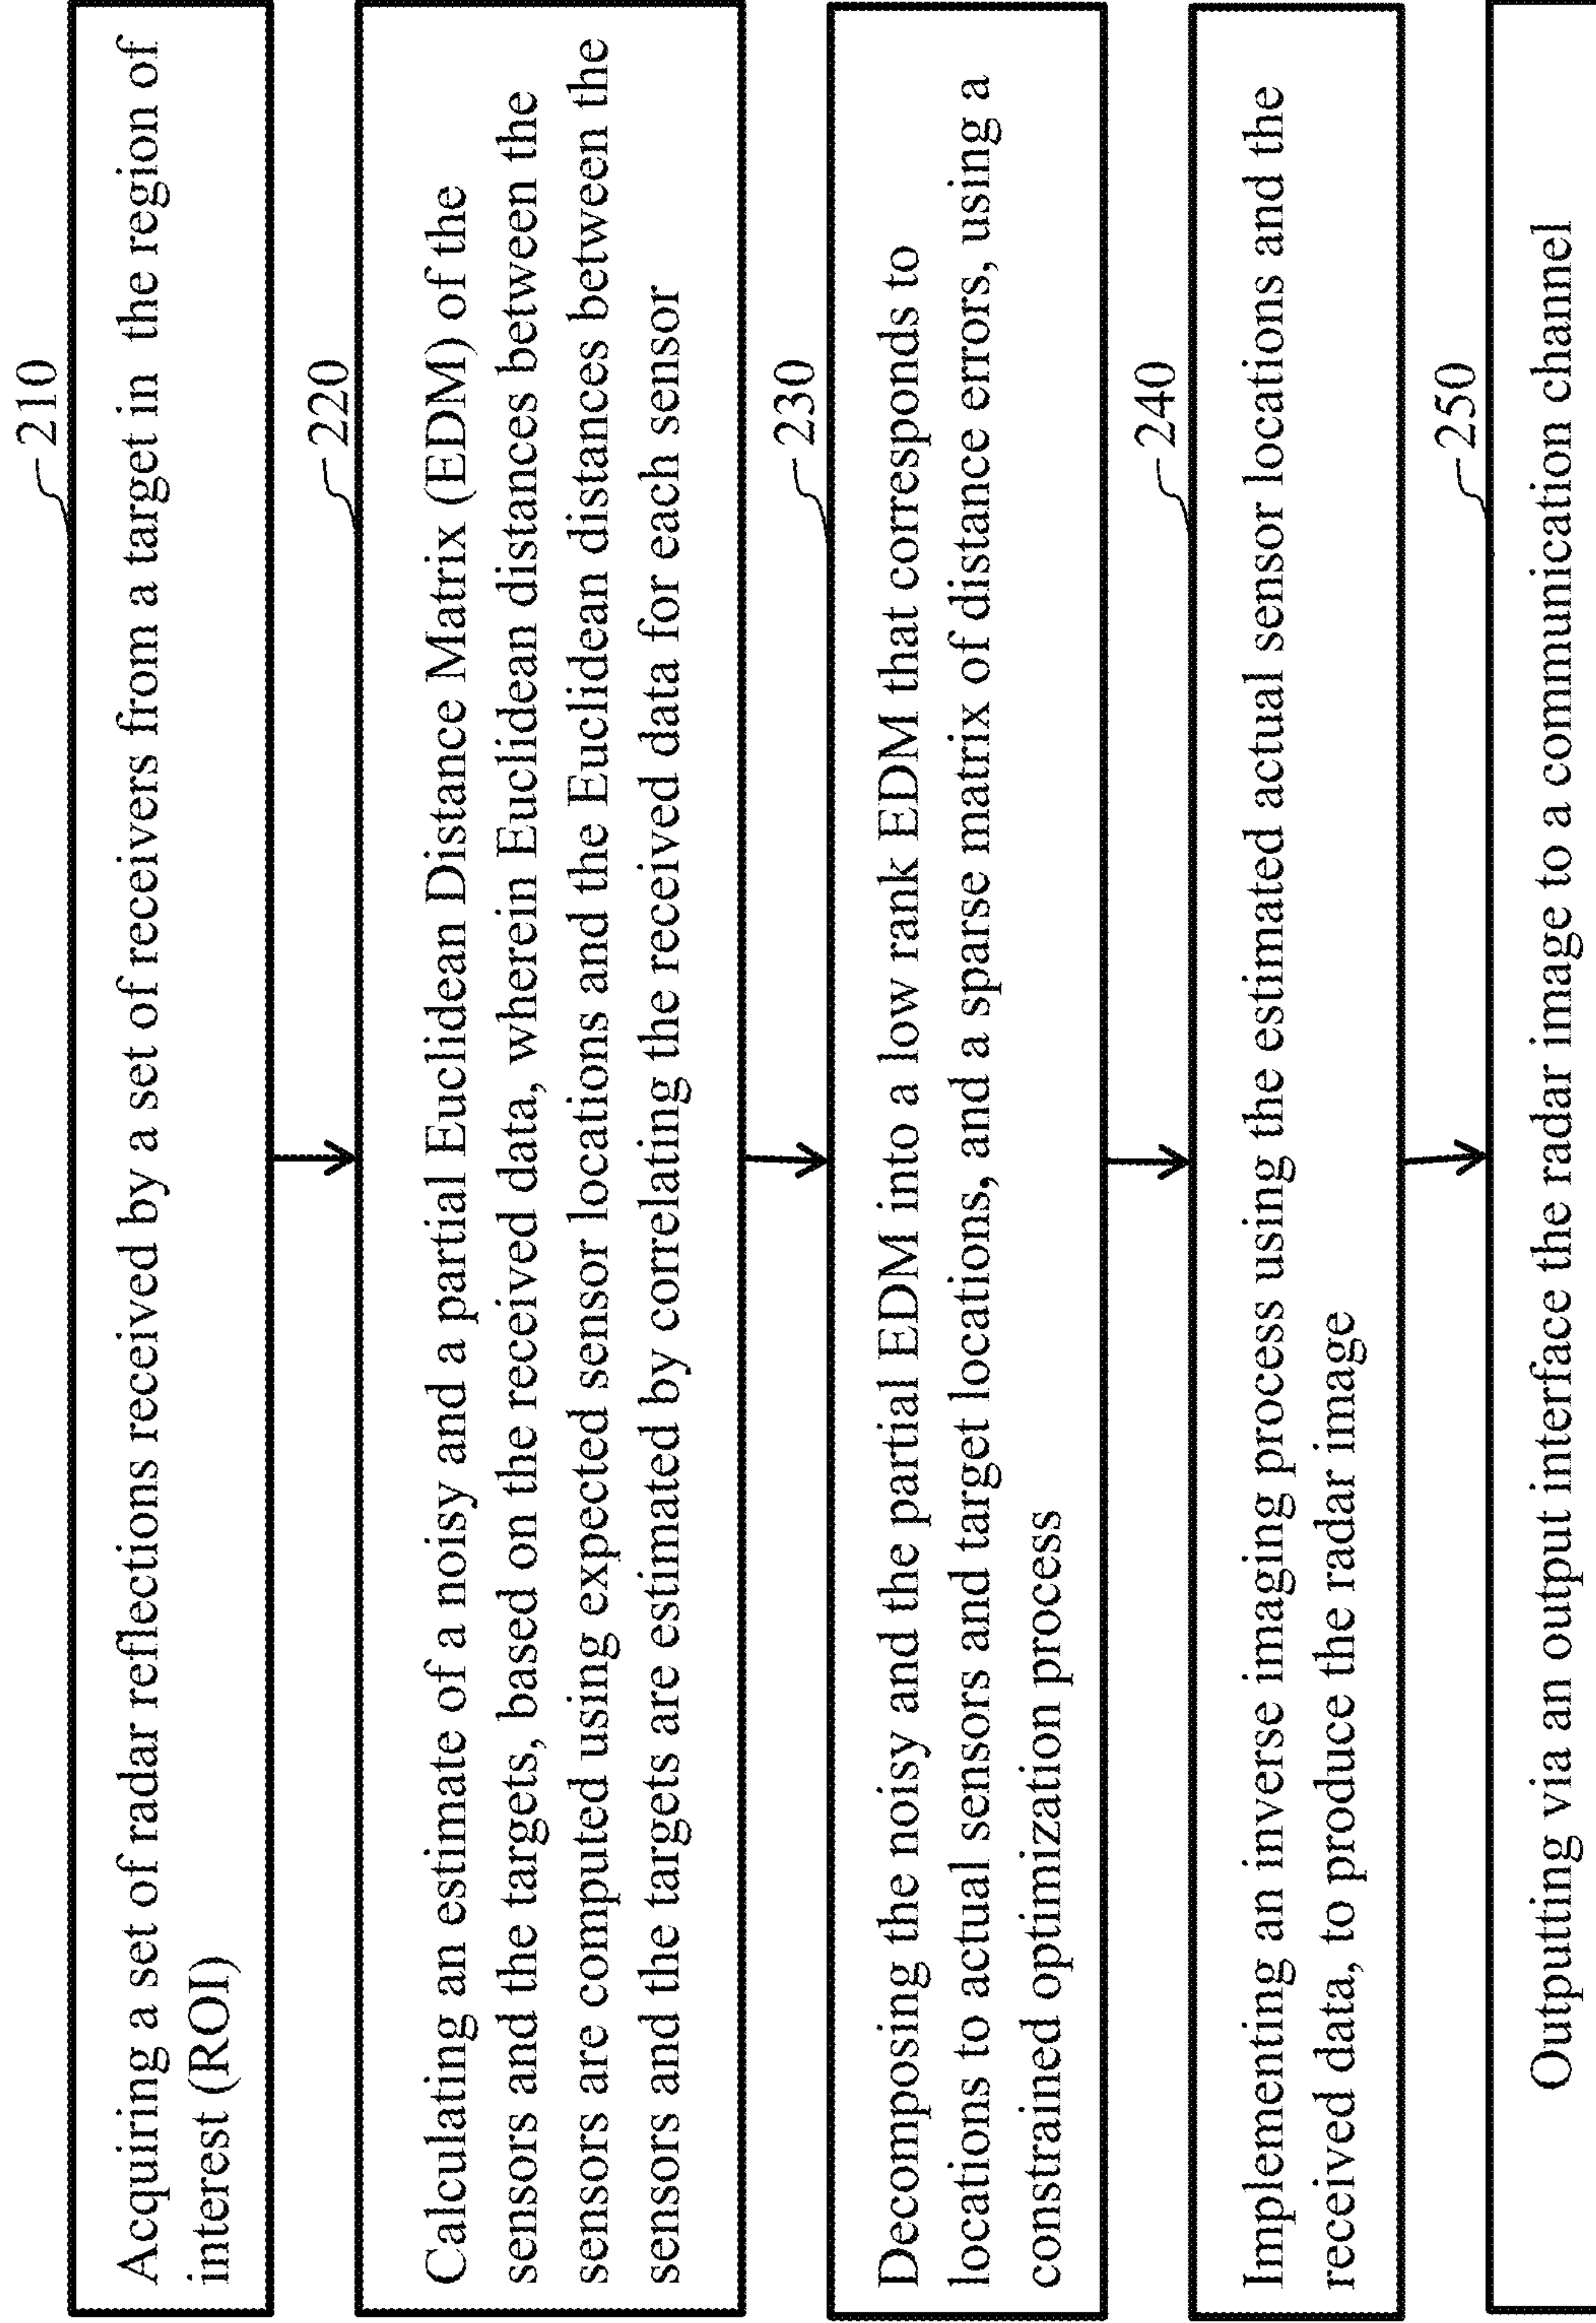 210
Acquiring a set of radar reflections received by a set of receivers from a target in the region of
interest (ROI)
220
Calculating an estimate of a noisy and a partial Euclidean Distance Matrix (EDM) of the
sensors and the targets, based on the received data, wherein Euclidean distances between the
sensors are computed using expected sensor locations and the Euclidean distances between the
sensors and the targets are estimated by correlating the received data for each sensor
230
Decomposing the noisy and the partial EDM into a low rank EDM that corresponds to
locations to actual sensors and target locations, and a sparse matrix of distance errors, using a
constrained optimization process
240
Implementing an inverse imaging process using the estimated actual sensor locations and the
received data, to produce the radar image
250
Outputting via an output interface the radar image to a communication channel